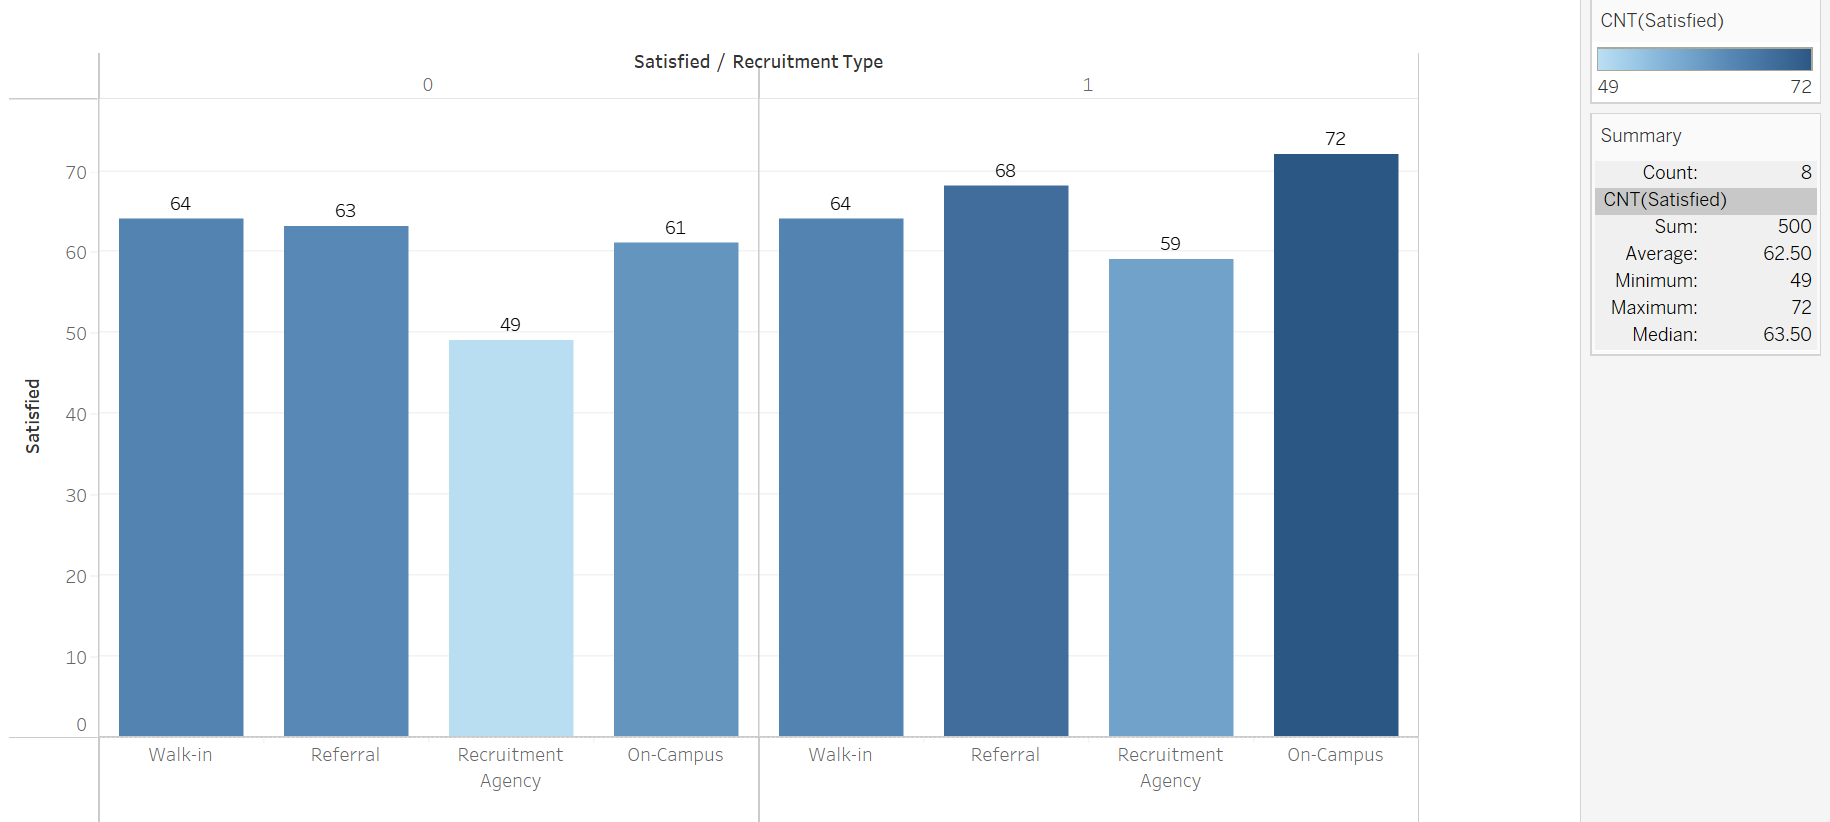 Satisfied / Recruitment Type
0
1
70
60
50
40
30
20
10
0
Satisfied
64
63
49
61
64
68
59
72
Walk-in
Referral
Recruitment
Agency
On-Campus
Walk-in
Referral
Recruitment
Agency
On-Campus
CNT(Satisfied)
49 72
Summary
Count: 8
CNT(Satisfied)
Sum: 500
Average: 62.50
Minimum: 49
Maximum: 72
Median: 63.50